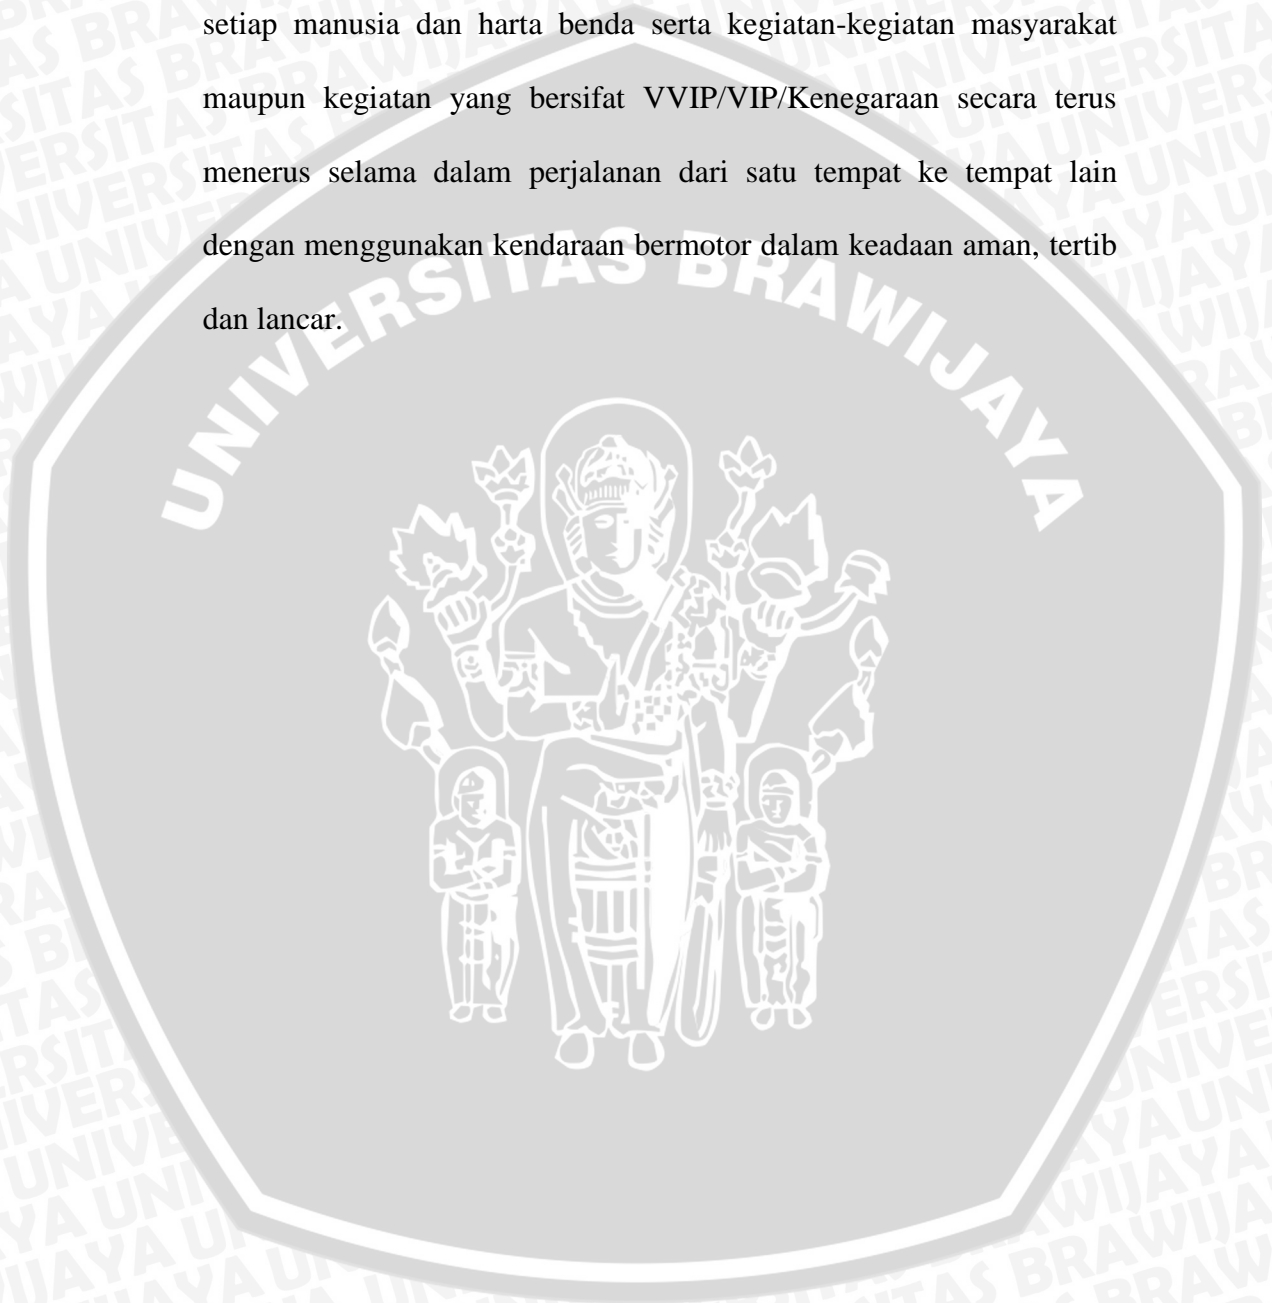 setiap manusia dan harta benda serta kegiatan-kegiatan masyarakat
maupun kegiatan yang bersifat VVIP/VIP/Kenegaraan secara terus
menerus selama dalam perjalanan dari satu tempat ke tempat lain
dengan menggunakan kendaraan bermotor dalam keadaan aman, tertib
dan lancar.
UNIVERSITAS BRAWIJAYA